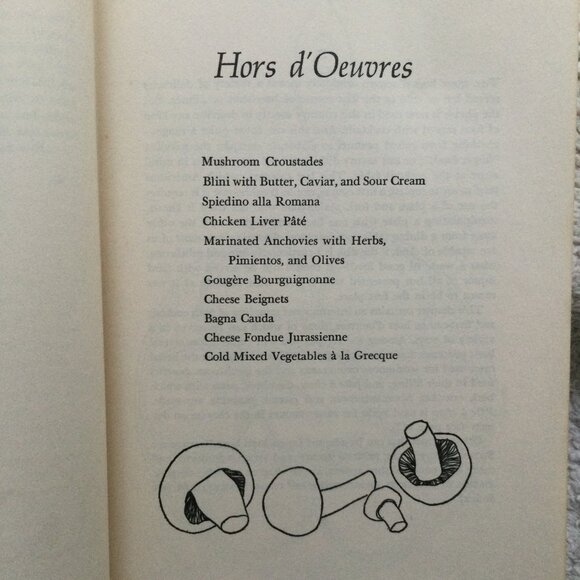 Hors d'Oeuvres
Mushroom Croustades
Blini with Butter, Caviar, and Sour Cream
Spiedino alla Romana
Chicken Liver Pâté
Marinated Anchovies with Herbs,
Pimientos, and Olives
Gougère Bourguignonne
Cheese Beignets
Bagna Cauda
Cheese Fondue Jurassienne
Cold Mixed Vegetables à la Grecque